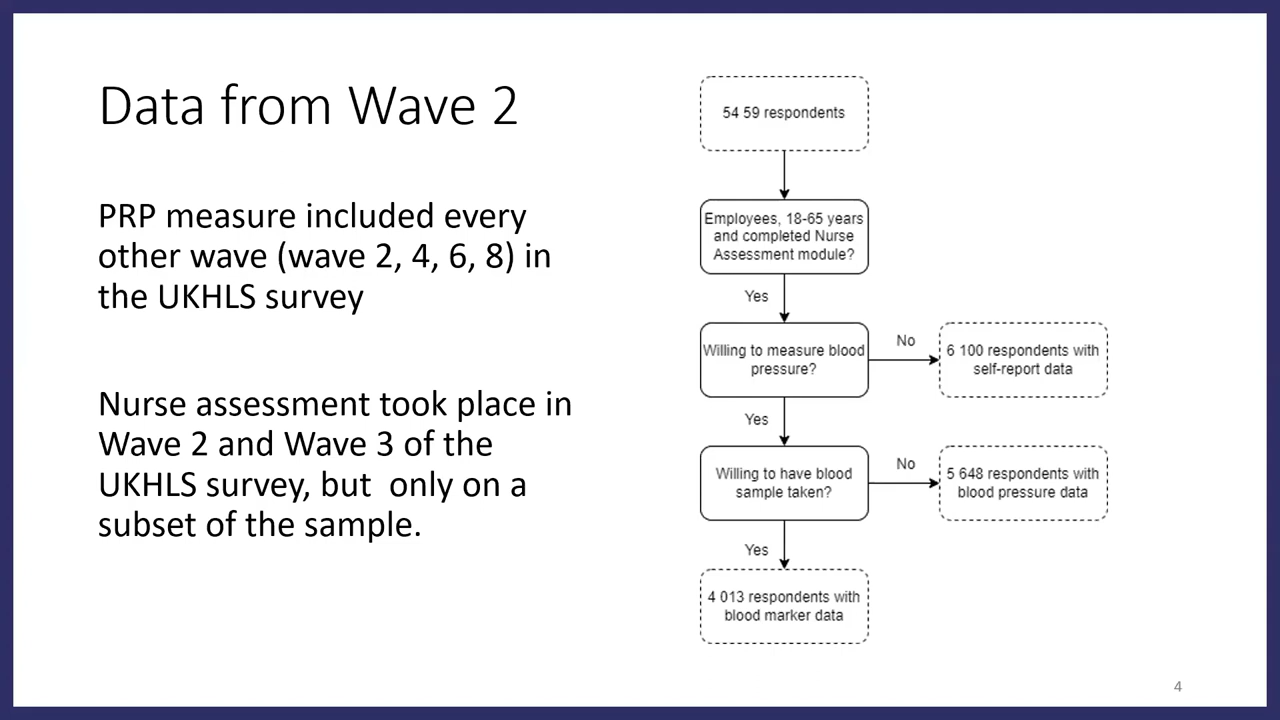 Data from Wave 2
PRP measure included every
other wave (wave 2, 4, 6, 8) in
the UKHLS survey
Nurse assessment took place in
Wave 2 and Wave 3 of the
UKHLS survey, but  only on a
subset of the sample.
54 59 respondents
Employees, 18-65 years
and completed Nurse
Assessment module?
Yes
Willing to measure blood
pressure?
No
6 100 respondents with
self-report data
Yes
Willing to have blood
sample taken?
No
5 648 respondents with
blood pressure data
Yes
4 013 respondents with
blood marker data
4